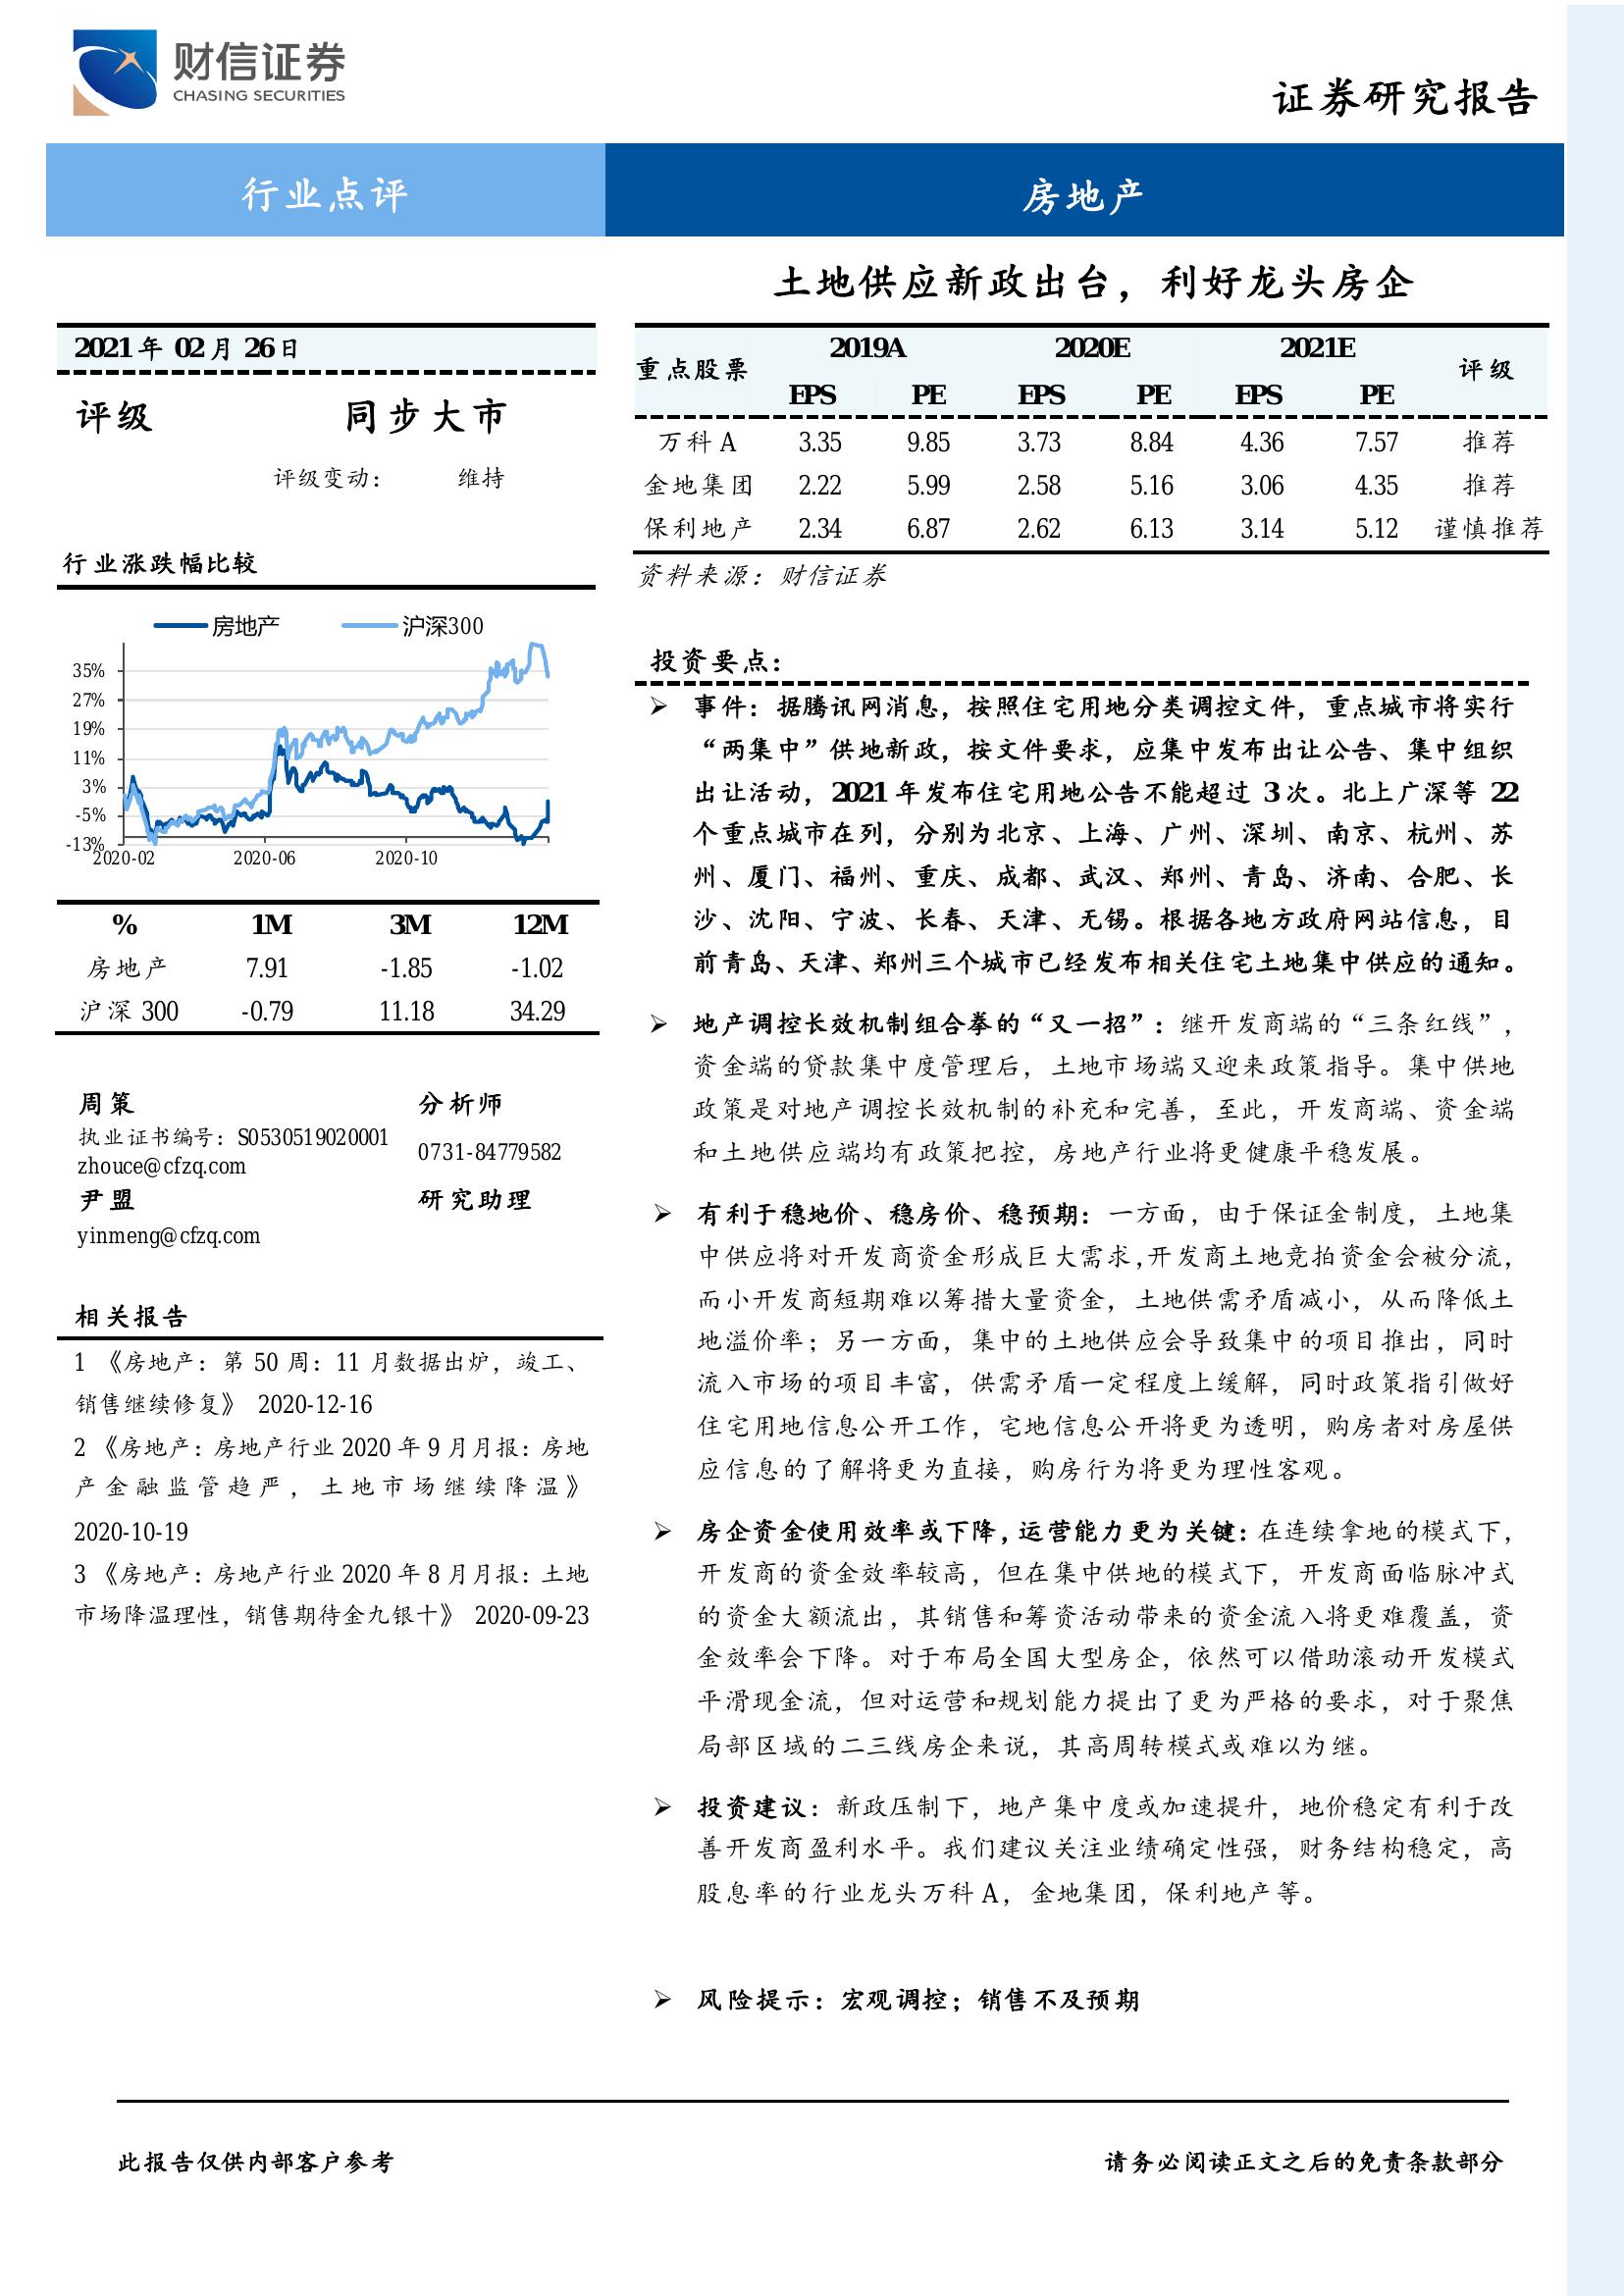 财信证券
CHASING SECURITIES
证券研究报告
行业点评
房地产
土地供应新政出台，利好龙头房企
2021 年 02 月 26 日
评级 同步大市
评级变动： 维持
行业涨跌幅比较
房地产 沪深300
35%
27%
19%
11%
3%
-5%
-13%
2020-02 2020-06 2020-10
% 1M 3M 12M
房地产 7.91 -1.85 -1.02
沪深 300 -0.79 11.18 34.29
周策 分析师
执业证书编号：S0530519020001 0731-84779582
zhouce@cfzq.com
尹盟 研究助理
yinmeng@cfzq.com
相关报告
1 《房地产：第 50 周：11 月数据出炉，竣工、
销售继续修复》 2020-12-16
2 《房地产：房地产行业 2020 年 9 月月报：房地
产金融监管趋严，土地市场继续降温》
2020-10-19
3 《房地产：房地产行业 2020 年 8 月月报：土地
市场降温理性，销售期待金九银十》 2020-09-23
重点股票 2019A 2020E 2021E 评级
EPS PE EPS PE EPS PE
万科 A 3.35 9.85 3.73 8.84 4.36 7.57 推荐
金地集团 2.22 5.99 2.58 5.16 3.06 4.35 推荐
保利地产 2.34 6.87 2.62 6.13 3.14 5.12 谨慎推荐
资料来源：财信证券
投资要点：
➢ 事件：据腾讯网消息，按照住宅用地分类调控文件，重点城市将实行
“两集中”供地新政，按文件要求，应集中发布出让公告、集中组织
出让活动，2021 年发布住宅用地公告不能超过 3 次。北上广深等 22
个重点城市在列，分别为北京、上海、广州、深圳、南京、杭州、苏
州、厦门、福州、重庆、成都、武汉、郑州、青岛、济南、合肥、长
沙、沈阳、宁波、长春、天津、无锡。根据各地方政府网站信息，目
前青岛、天津、郑州三个城市已经发布相关住宅土地集中供应的通知。
➢ 地产调控长效机制组合拳的“又一招”：继开发商端的“三条红线”，
资金端的贷款集中度管理后，土地市场端又迎来政策指导。集中供地
政策是对地产调控长效机制的补充和完善，至此，开发商端、资金端
和土地供应端均有政策把控，房地产行业将更健康平稳发展。
➢ 有利于稳地价、稳房价、稳预期：一方面，由于保证金制度，土地集
中供应将对开发商资金形成巨大需求，开发商土地竞拍资金会被分流，
而小开发商短期难以筹措大量资金，土地供需矛盾减小，从而降低土
地溢价率；另一方面，集中的土地供应会导致集中的项目推出，同时
流入市场的项目丰富，供需矛盾一定程度上缓解，同时政策指引做好
住宅用地信息公开工作，宅地信息公开将更为透明，购房者对房屋供
应信息的了解将更为直接，购房行为将更为理性客观。
➢ 房企资金使用效率或下降，运营能力更为关键：在连续拿地的模式下，
开发商的资金效率较高，但在集中供地的模式下，开发商面临脉冲式
的资金大额流出，其销售和筹资活动带来的资金流入将更难覆盖，资
金效率会下降。对于布局全国大型房企，依然可以借助滚动开发模式
平滑现金流，但对运营和规划能力提出了更为严格的要求，对于聚焦
局部区域的二三线房企来说，其高周转模式或难以为继。
➢ 投资建议：新政压制下，地产集中度或加速提升，地价稳定有利于改
善开发商盈利水平。我们建议关注业绩确定性强，财务结构稳定，高
股息率的行业龙头万科 A，金地集团，保利地产等。
➢ 风险提示：宏观调控；销售不及预期
此报告仅供内部客户参考 请务必阅读正文之后的免责条款部分